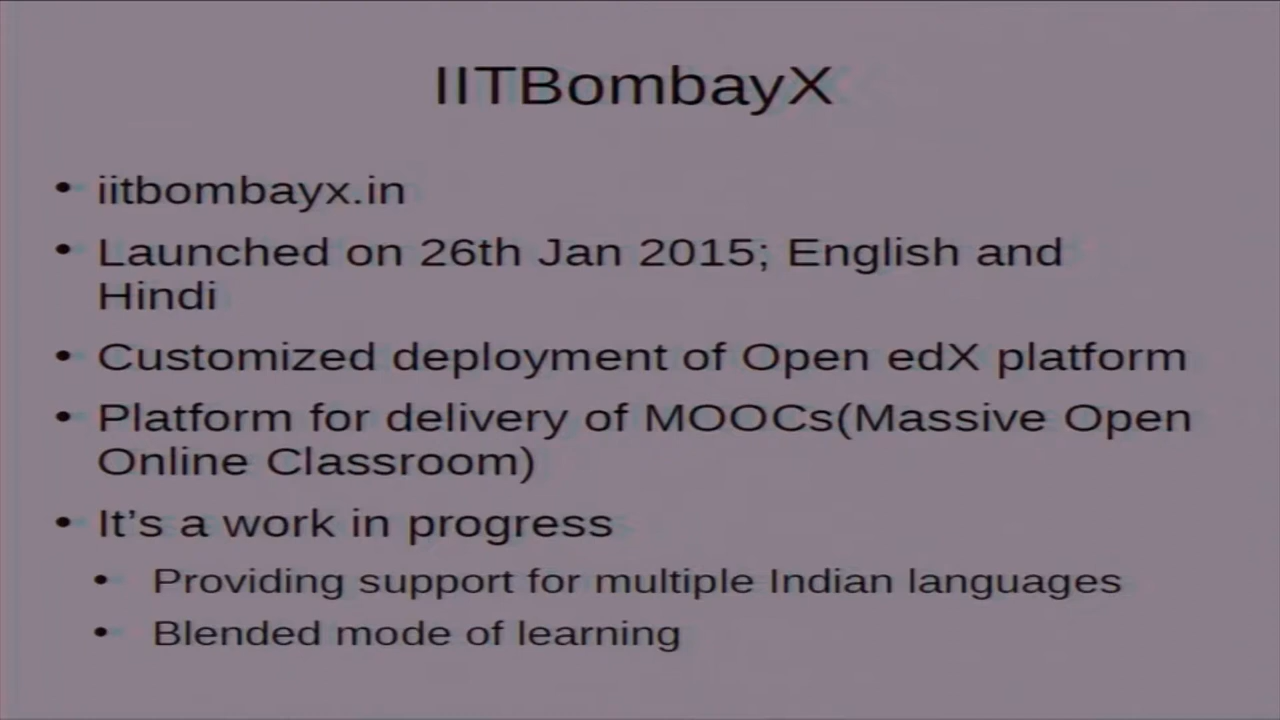 IITBombayX
• iitbombayx.in
• Launched on 26th Jan 2015; English and
Hindi
• Customized deployment of Open edX platform
• Platform for delivery of MOOCs(Massive Open
Online Classroom)
• It’s a work in progress
• Providing support for multiple Indian languages
• Blended mode of learning